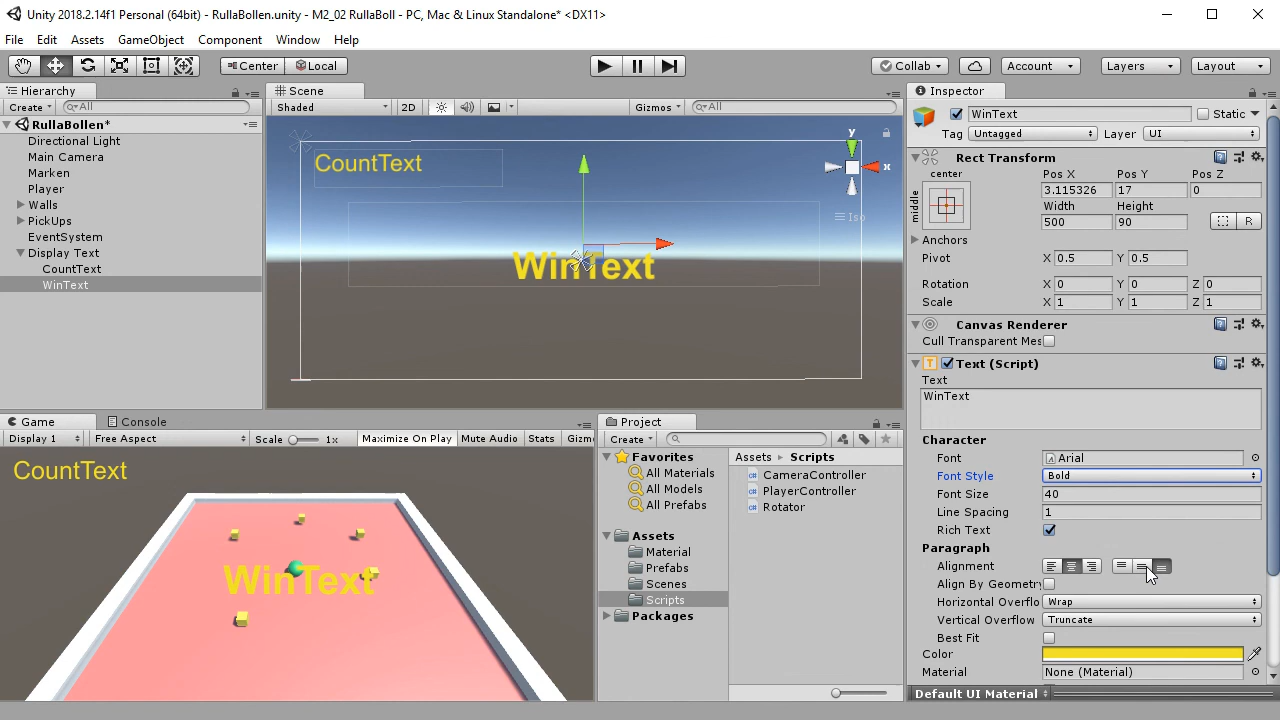 Unity 2018.2.14f1 Personal (64bit) - RullaBollen.unity - M2_02 RullaBoll - PC, Mac & Linux Standalone* <DX11>
File Edit Assets GameObject Component Window Help
Center Local Collab Account Layers Layout
Hierarchy
Create All
RullaBollen*
Directional Light
Main Camera
Marken
Player
Walls
PickUps
EventSystem
Display Text
CountText
WinText
Scene
Shaded 2D Gizmos All
CountText
WinText
y
x
Iso
Game Console
Display 1 Free Aspect Scale 1x Maximize On Play Mute Audio Stats Gizm
CountText
WinText
Project
Create
Favorites
All Materials
All Models
All Prefabs
Assets
Material
Prefabs
Scenes
Scripts
Packages
Assets Scripts
CameraController
PlayerController
Rotator
Inspector
WinText Static
Tag Untagged Layer UI
Rect Transform
center
middle
Pos X Pos Y Pos Z
3.115326 17 0
Width Height
500 90
R
Anchors
Pivot X 0.5 Y 0.5
Rotation X 0 Y 0 Z 0
Scale X 1 Y 1 Z 1
Canvas Renderer
Cull Transparent Mes
Text (Script)
Text
WinText
Character
Font Arial
Font Style Bold
Font Size 40
Line Spacing 1
Rich Text
Paragraph
Alignment
Align By Geometry
Horizontal Overflo Wrap
Vertical Overflow Truncate
Best Fit
Color
Material None (Material)
Default UI Material